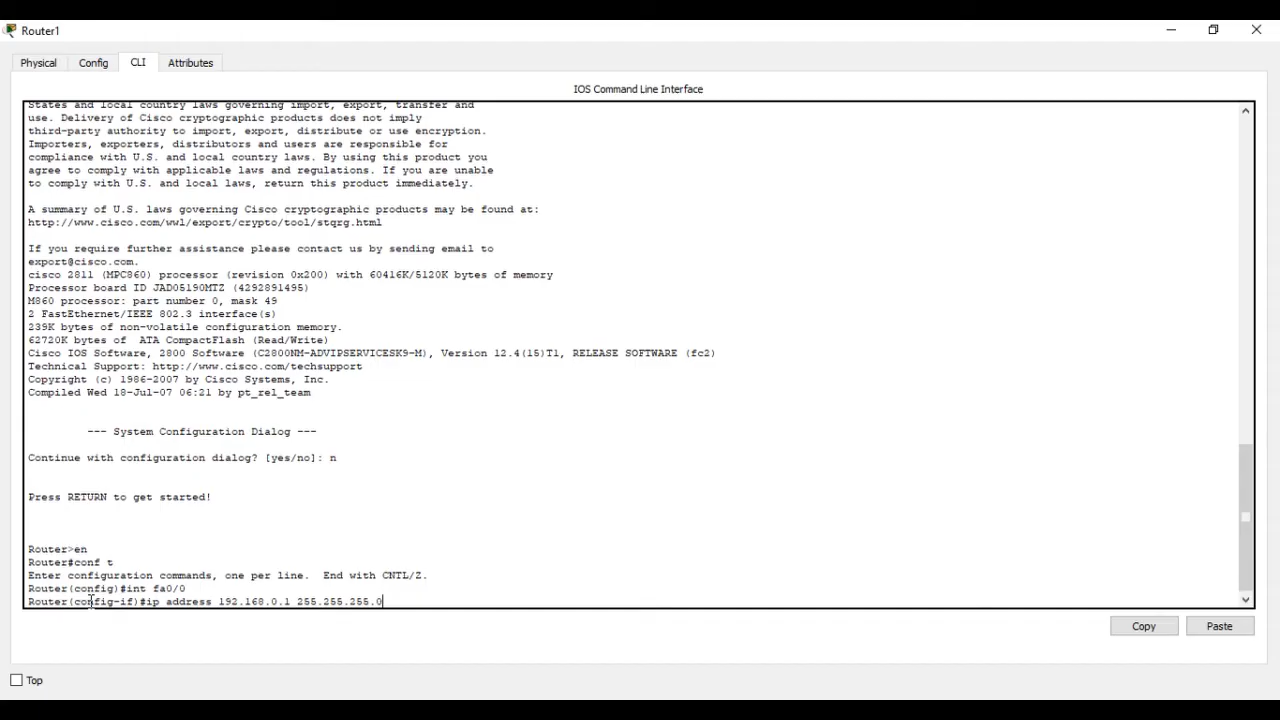 Router1
Physical
Config
CLI
Attributes
IOS Command Line Interface
States and local country laws governing import, export, transfer and
use. Delivery of Cisco cryptographic products does not imply
third-party authority to import, export, distribute or use encryption.
Importers, exporters, distributors and users are responsible for
compliance with U.S. and local country laws. By using this product you
agree to comply with applicable laws and regulations. If you are unable
to comply with U.S. and local laws, return this product immediately.
A summary of U.S. laws governing Cisco cryptographic products may be found at:
http://www.cisco.com/wwl/export/crypto/tool/stqrg.html
If you require further assistance please contact us by sending email to
export@cisco.com.
cisco 2811 (MPC860) processor (revision 0x200) with 60416K/5120K bytes of memory
Processor board ID JAD05190MTZ (4292891495)
M860 processor: part number 0, mask 49
2 FastEthernet/IEEE 802.3 interface(s)
239K bytes of non-volatile configuration memory.
62720K bytes of  ATA CompactFlash (Read/Write)
Cisco IOS Software, 2800 Software (C2800NM-ADVIPSERVICESK9-M), Version 12.4(15)T1, RELEASE SOFTWARE (fc2)
Technical Support: http://www.cisco.com/techsupport
Copyright (c) 1986-2007 by Cisco Systems, Inc.
Compiled Wed 18-Jul-07 06:21 by pt_rel_team
--- System Configuration Dialog ---
Continue with configuration dialog? [yes/no]: n
Press RETURN to get started!
Router>en
Router#conf t
Enter configuration commands, one per line.  End with CNTL/Z.
Router(config)#int fa0/0
Router(config-if)#ip address 192.168.0.1 255.255.255.0
Copy
Paste
Top